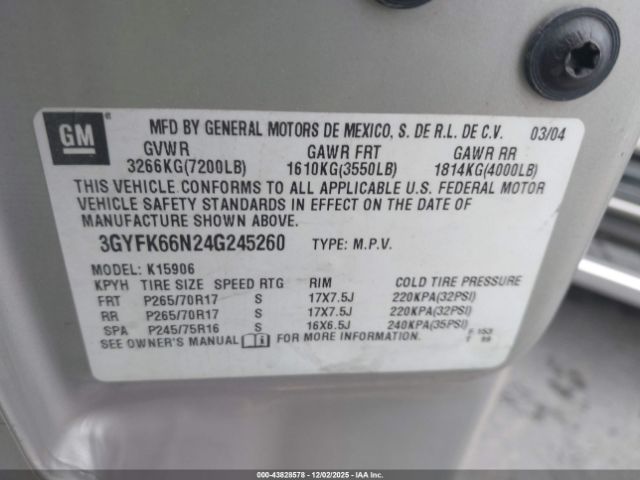 GM ®
MFD BY GENERAL MOTORS DE MEXICO, S. DE R.L. DE C.V. 03/04
GVWR GAWR FRT GAWR RR
3266KG(7200LB) 1610KG(3550LB) 1814KG(4000LB)
THIS VEHICLE CONFORMS TO ALL APPLICABLE U.S. FEDERAL MOTOR
VEHICLE SAFETY STANDARDS IN EFFECT ON THE DATE OF
MANUFACTURE SHOWN ABOVE.
3GYFK66N24G245260 TYPE: M.P.V.
MODEL: K15906
KPYH TIRE SIZE SPEED RTG RIM COLD TIRE PRESSURE
FRT P265/70R17 S 17X7.5J 220KPA(32PSI)
RR P265/70R17 S 17X7.5J 220KPA(32PSI)
SPA P245/75R16 S 16X6.5J 240KPA(35PSI)
SEE OWNER'S MANUAL FOR MORE INFORMATION. F 153
T 99
000-43828578 - 12/02/2025 - IAAI.COM